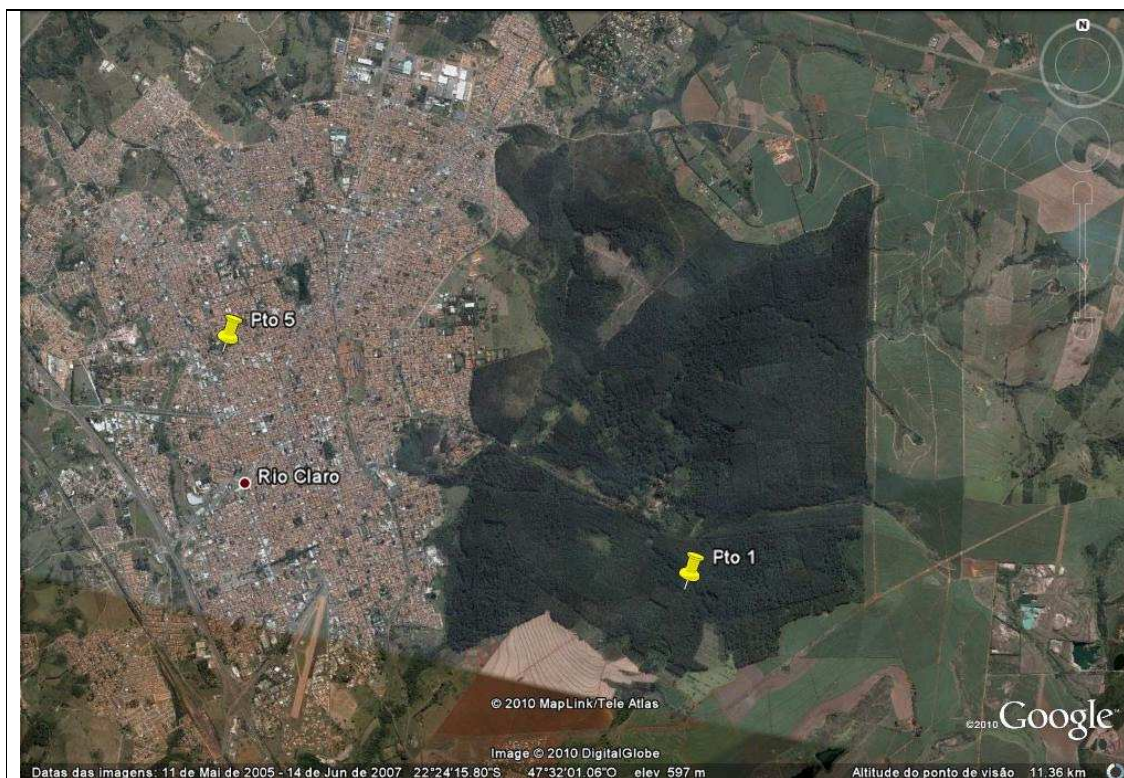 N
Pto 5
Rio Claro
Pto 1
© 2010 MapLink/Tele Atlas
©2010 Google™
Image © 2010 DigitalGlobe
Datas das imagens: 11 de Mai de 2005 - 14 de Jun de 2007 22°24'15.80"S 47°32'01.06"O elev 597 m Altitude do ponto de visão 11.36 km